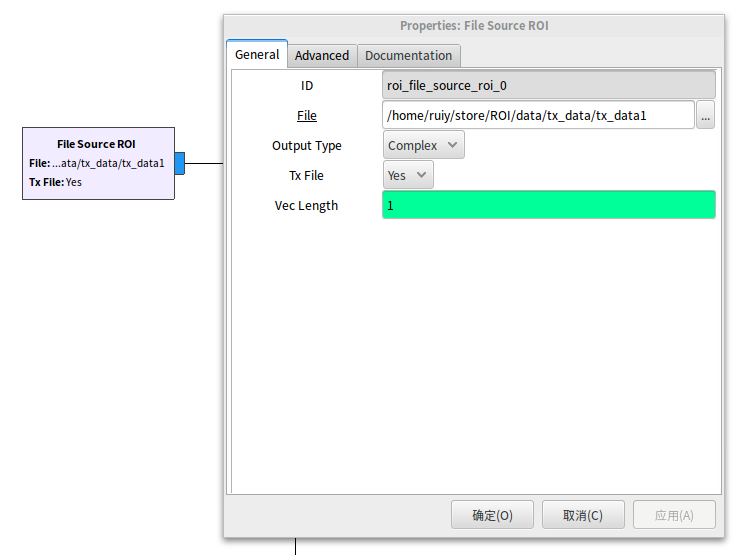 Properties: File Source ROI
General Advanced Documentation
ID roi_file_source_roi_0
File /home/ruiy/store/ROI/data/tx_data/tx_data1 ...
Output Type Complex
Tx File Yes
Vec Length 1
File Source ROI
File: ...ata/tx_data/tx_data1
Tx File: Yes
确定(O) 取消(C) 应用(A)